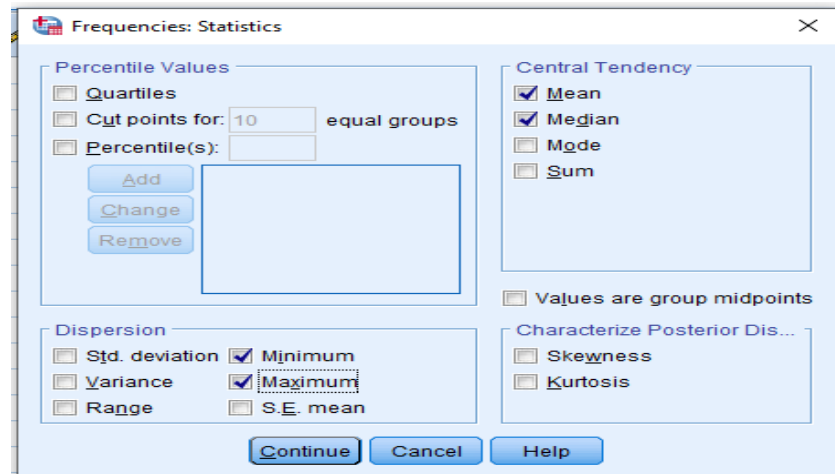 Frequencies: Statistics
Percentile Values
Quartiles
Cut points for: 10 equal groups
Percentile(s):
Add
Change
Remove
Central Tendency
Mean
Median
Mode
Sum
Values are group midpoints
Dispersion
Std. deviation Minimum
Variance Maximum
Range S.E. mean
Characterize Posterior Dis...
Skewness
Kurtosis
Continue Cancel Help